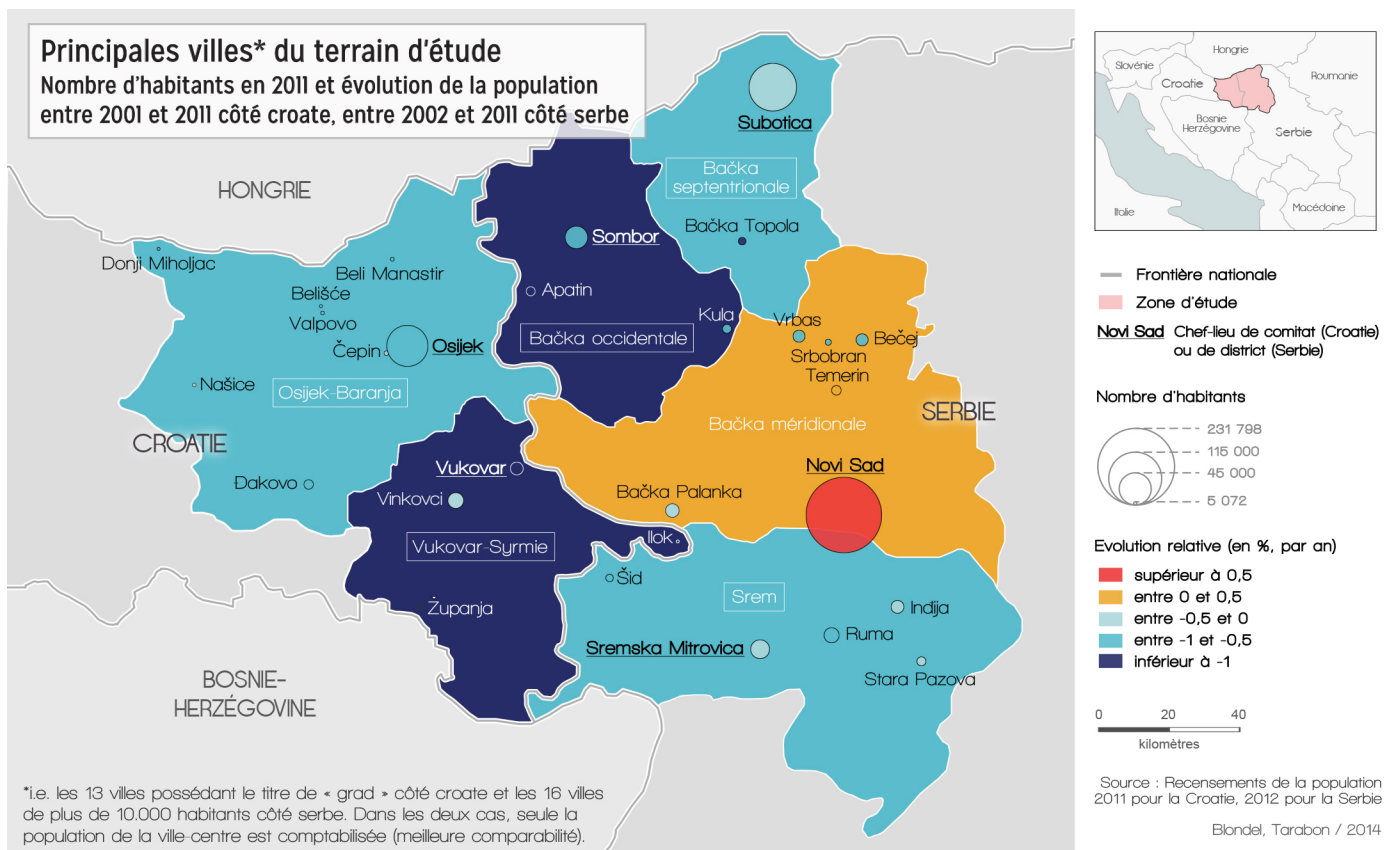 Principales villes* du terrain d'étude
Nombre d'habitants en 2011 et évolution de la population
entre 2001 et 2011 côté croate, entre 2002 et 2011 côté serbe
HONGRIE
CROATIE
BOSNIE-
HERZÉGOVINE
SERBIE
Subotica
Bačka
septentrionale
Bačka Topola
Sombor
Apatin
Kula
Bačka occidentale
Donji Miholjac
Beli Manastir
Belišće
Valpovo
Čepin
Osijek
Našice
Osijek-Baranja
Đakovo
Vrbas
Bečej
Srbobran
Temerin
Bačka méridionale
Novi Sad
Bačka Palanka
Vukovar
Vinkovci
Ilok
Vukovar-Syrmie
Županja
Šid
Srem
Inđija
Ruma
Sremska Mitrovica
Stara Pazova
*i.e. les 13 villes possédant le titre de « grad » côté croate et les 16 villes
de plus de 10.000 habitants côté serbe. Dans les deux cas, seule la
population de la ville-centre est comptabilisée (meilleure comparabilité).
Hongrie
Slovénie
Croatie
Roumanie
Bosnie
Herzégovine
Serbie
Italie
Macédoine
Frontière nationale
Zone d'étude
Novi Sad Chef-lieu de comitat (Croatie)
ou de district (Serbie)
Nombre d'habitants
231 798
115 000
45 000
5 072
Evolution relative (en %, par an)
supérieur à 0,5
entre 0 et 0,5
entre -0,5 et 0
entre -1 et -0,5
inférieur à -1
0 20 40
kilomètres
Source : Recensements de la population
2011 pour la Croatie, 2012 pour la Serbie
Blondel, Tarabon / 2014